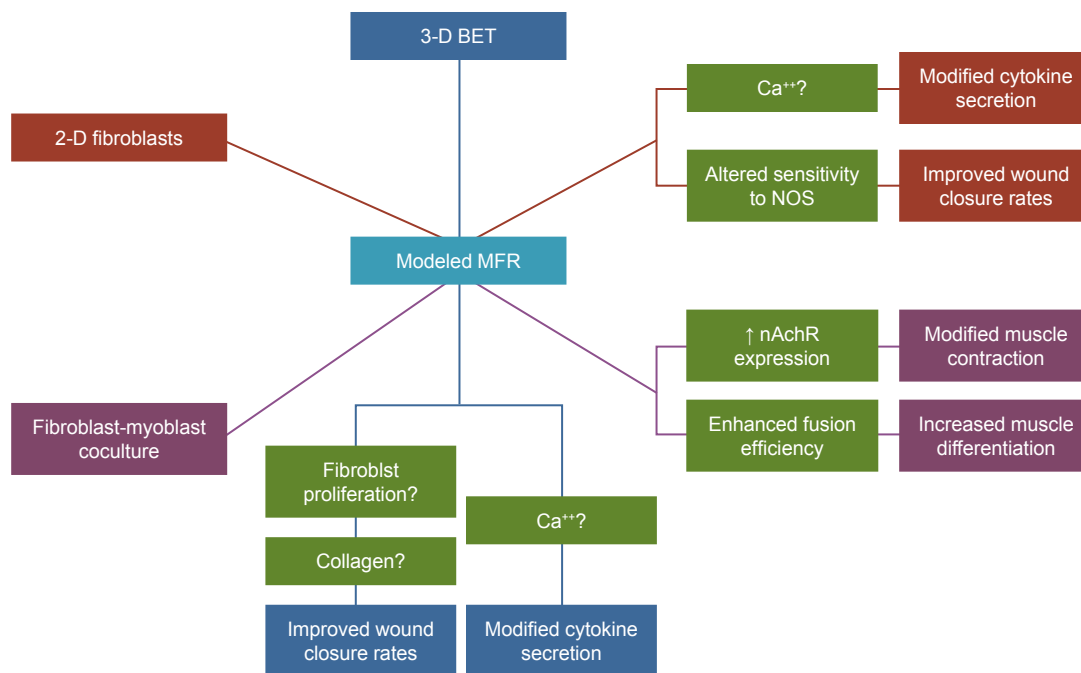 3-D BET
Ca⁺⁺?
Modified cytokine
secretion
2-D fibroblasts
Altered sensitivity
to NOS
Improved wound
closure rates
Modeled MFR
↑ nAchR
expression
Modified muscle
contraction
Fibroblast-myoblast
coculture
Enhanced fusion
efficiency
Increased muscle
differentiation
Fibroblst
proliferation?
Ca⁺⁺?
Collagen?
Improved wound
closure rates
Modified cytokine
secretion